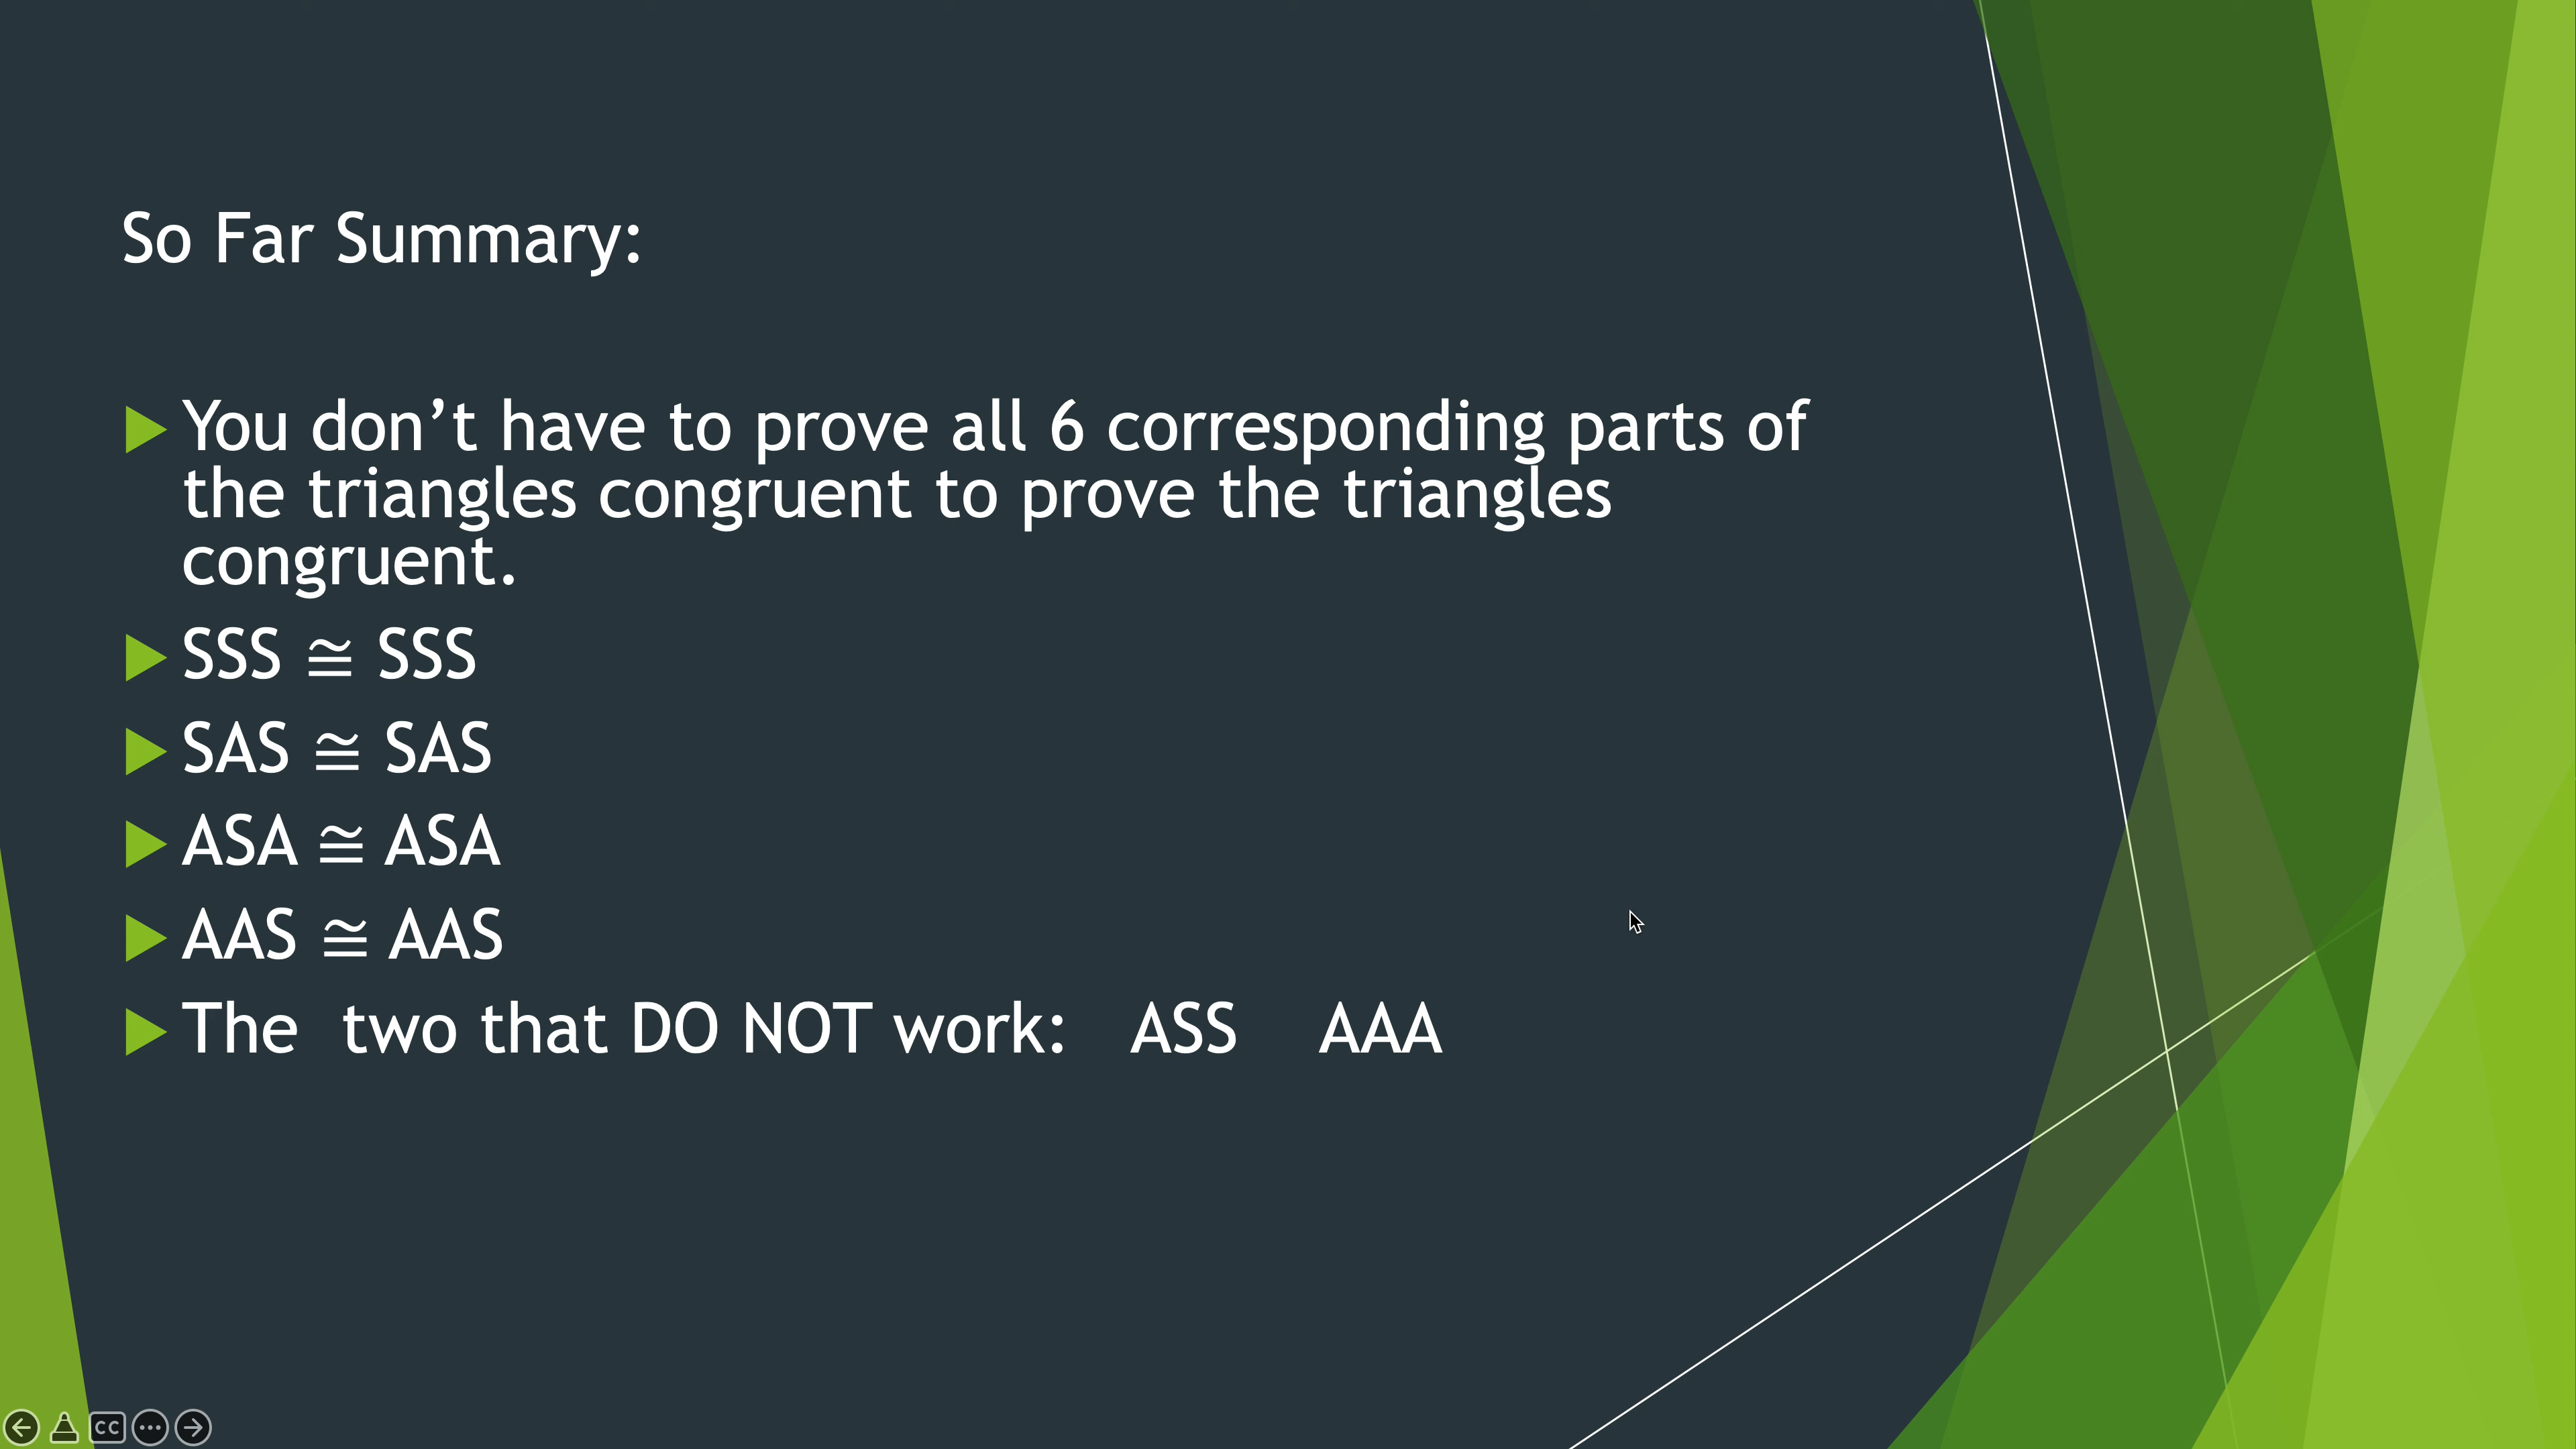 So Far Summary:
You don’t have to prove all 6 corresponding parts of
the triangles congruent to prove the triangles
congruent.
SSS ≅ SSS
SAS ≅ SAS
ASA ≅ ASA
AAS ≅ AAS
The  two that DO NOT work:   ASS    AAA
CC